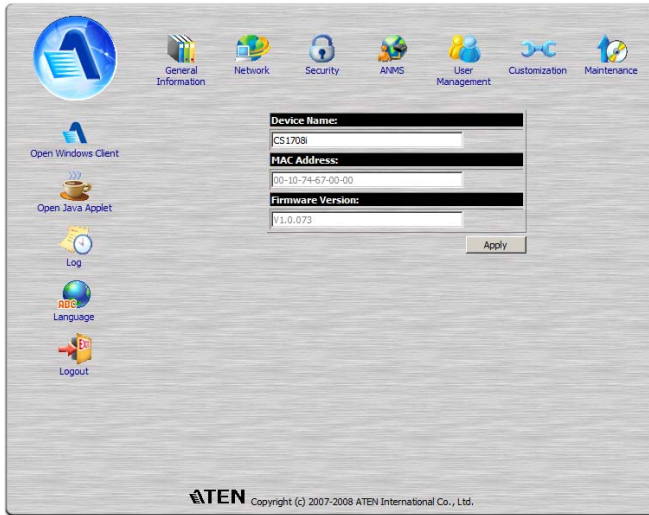 General Information
Network
Security
ANMS
User Management
Customization
Maintenance
Open Windows Client
Open Java Applet
Log
ABC
Language
EXIT
Logout
Device Name:
CS1708i
MAC Address:
00-10-74-67-00-00
Firmware Version:
V1.0.073
Apply
ATEN Copyright (c) 2007-2008 ATEN International Co., Ltd.